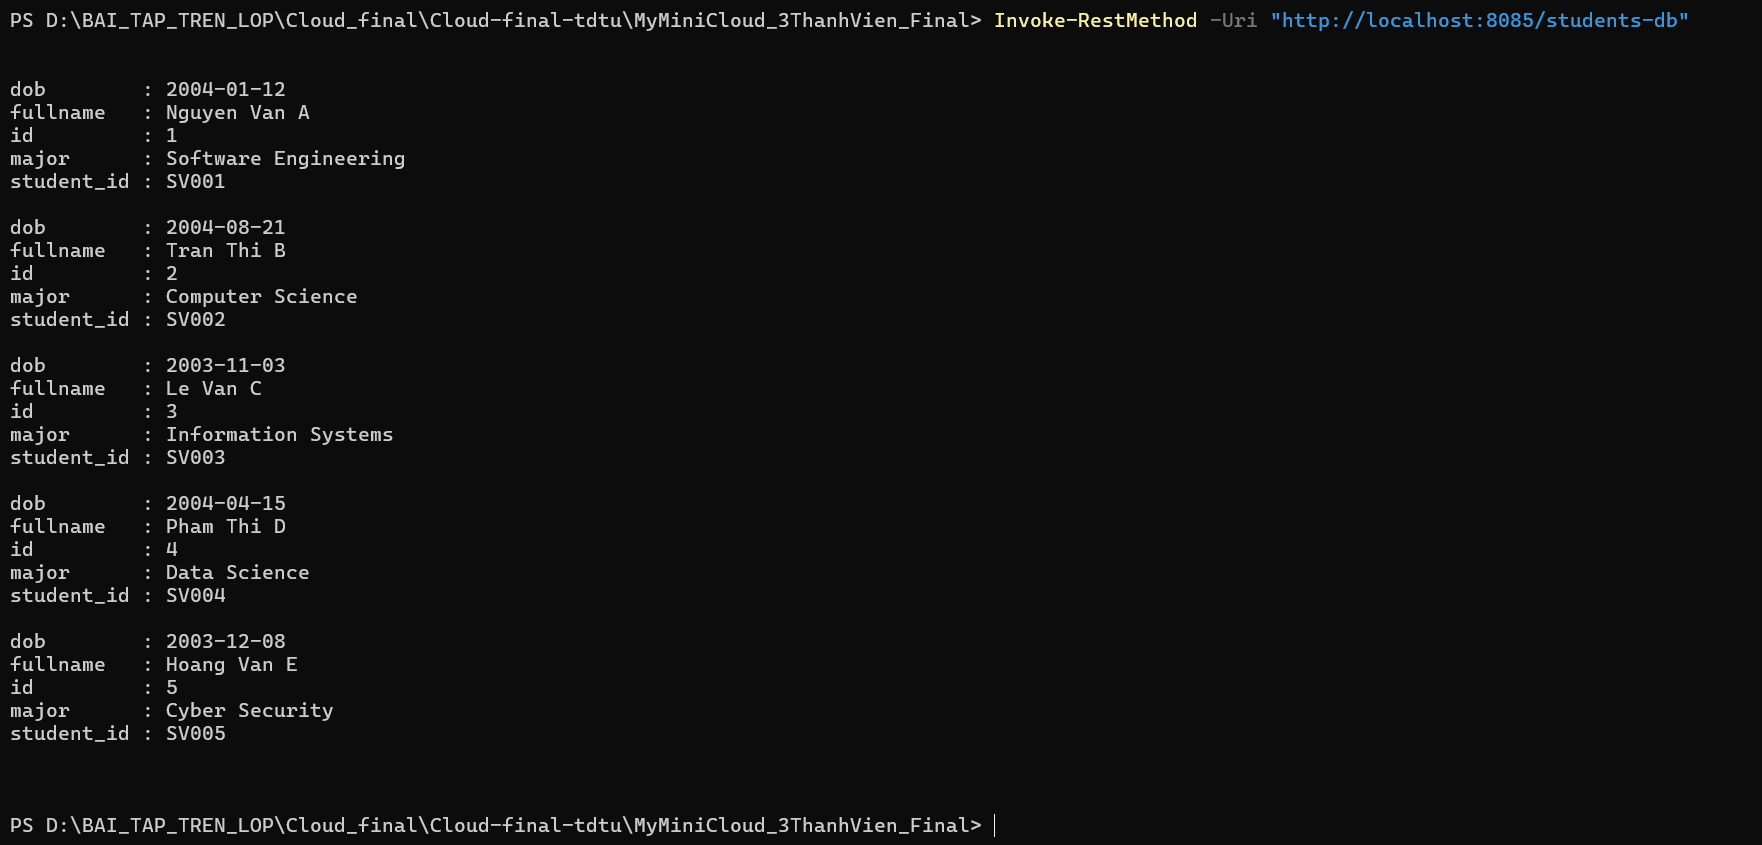 PS D:\BAI_TAP_TREN_LOP\Cloud_final\Cloud-final-tdtu\MyMiniCloud_3ThanhVien_Final> Invoke-RestMethod -Uri "http://localhost:8085/students-db"
dob        : 2004-01-12
fullname   : Nguyen Van A
id         : 1
major      : Software Engineering
student_id : SV001
dob        : 2004-08-21
fullname   : Tran Thi B
id         : 2
major      : Computer Science
student_id : SV002
dob        : 2003-11-03
fullname   : Le Van C
id         : 3
major      : Information Systems
student_id : SV003
dob        : 2004-04-15
fullname   : Pham Thi D
id         : 4
major      : Data Science
student_id : SV004
dob        : 2003-12-08
fullname   : Hoang Van E
id         : 5
major      : Cyber Security
student_id : SV005
PS D:\BAI_TAP_TREN_LOP\Cloud_final\Cloud-final-tdtu\MyMiniCloud_3ThanhVien_Final>